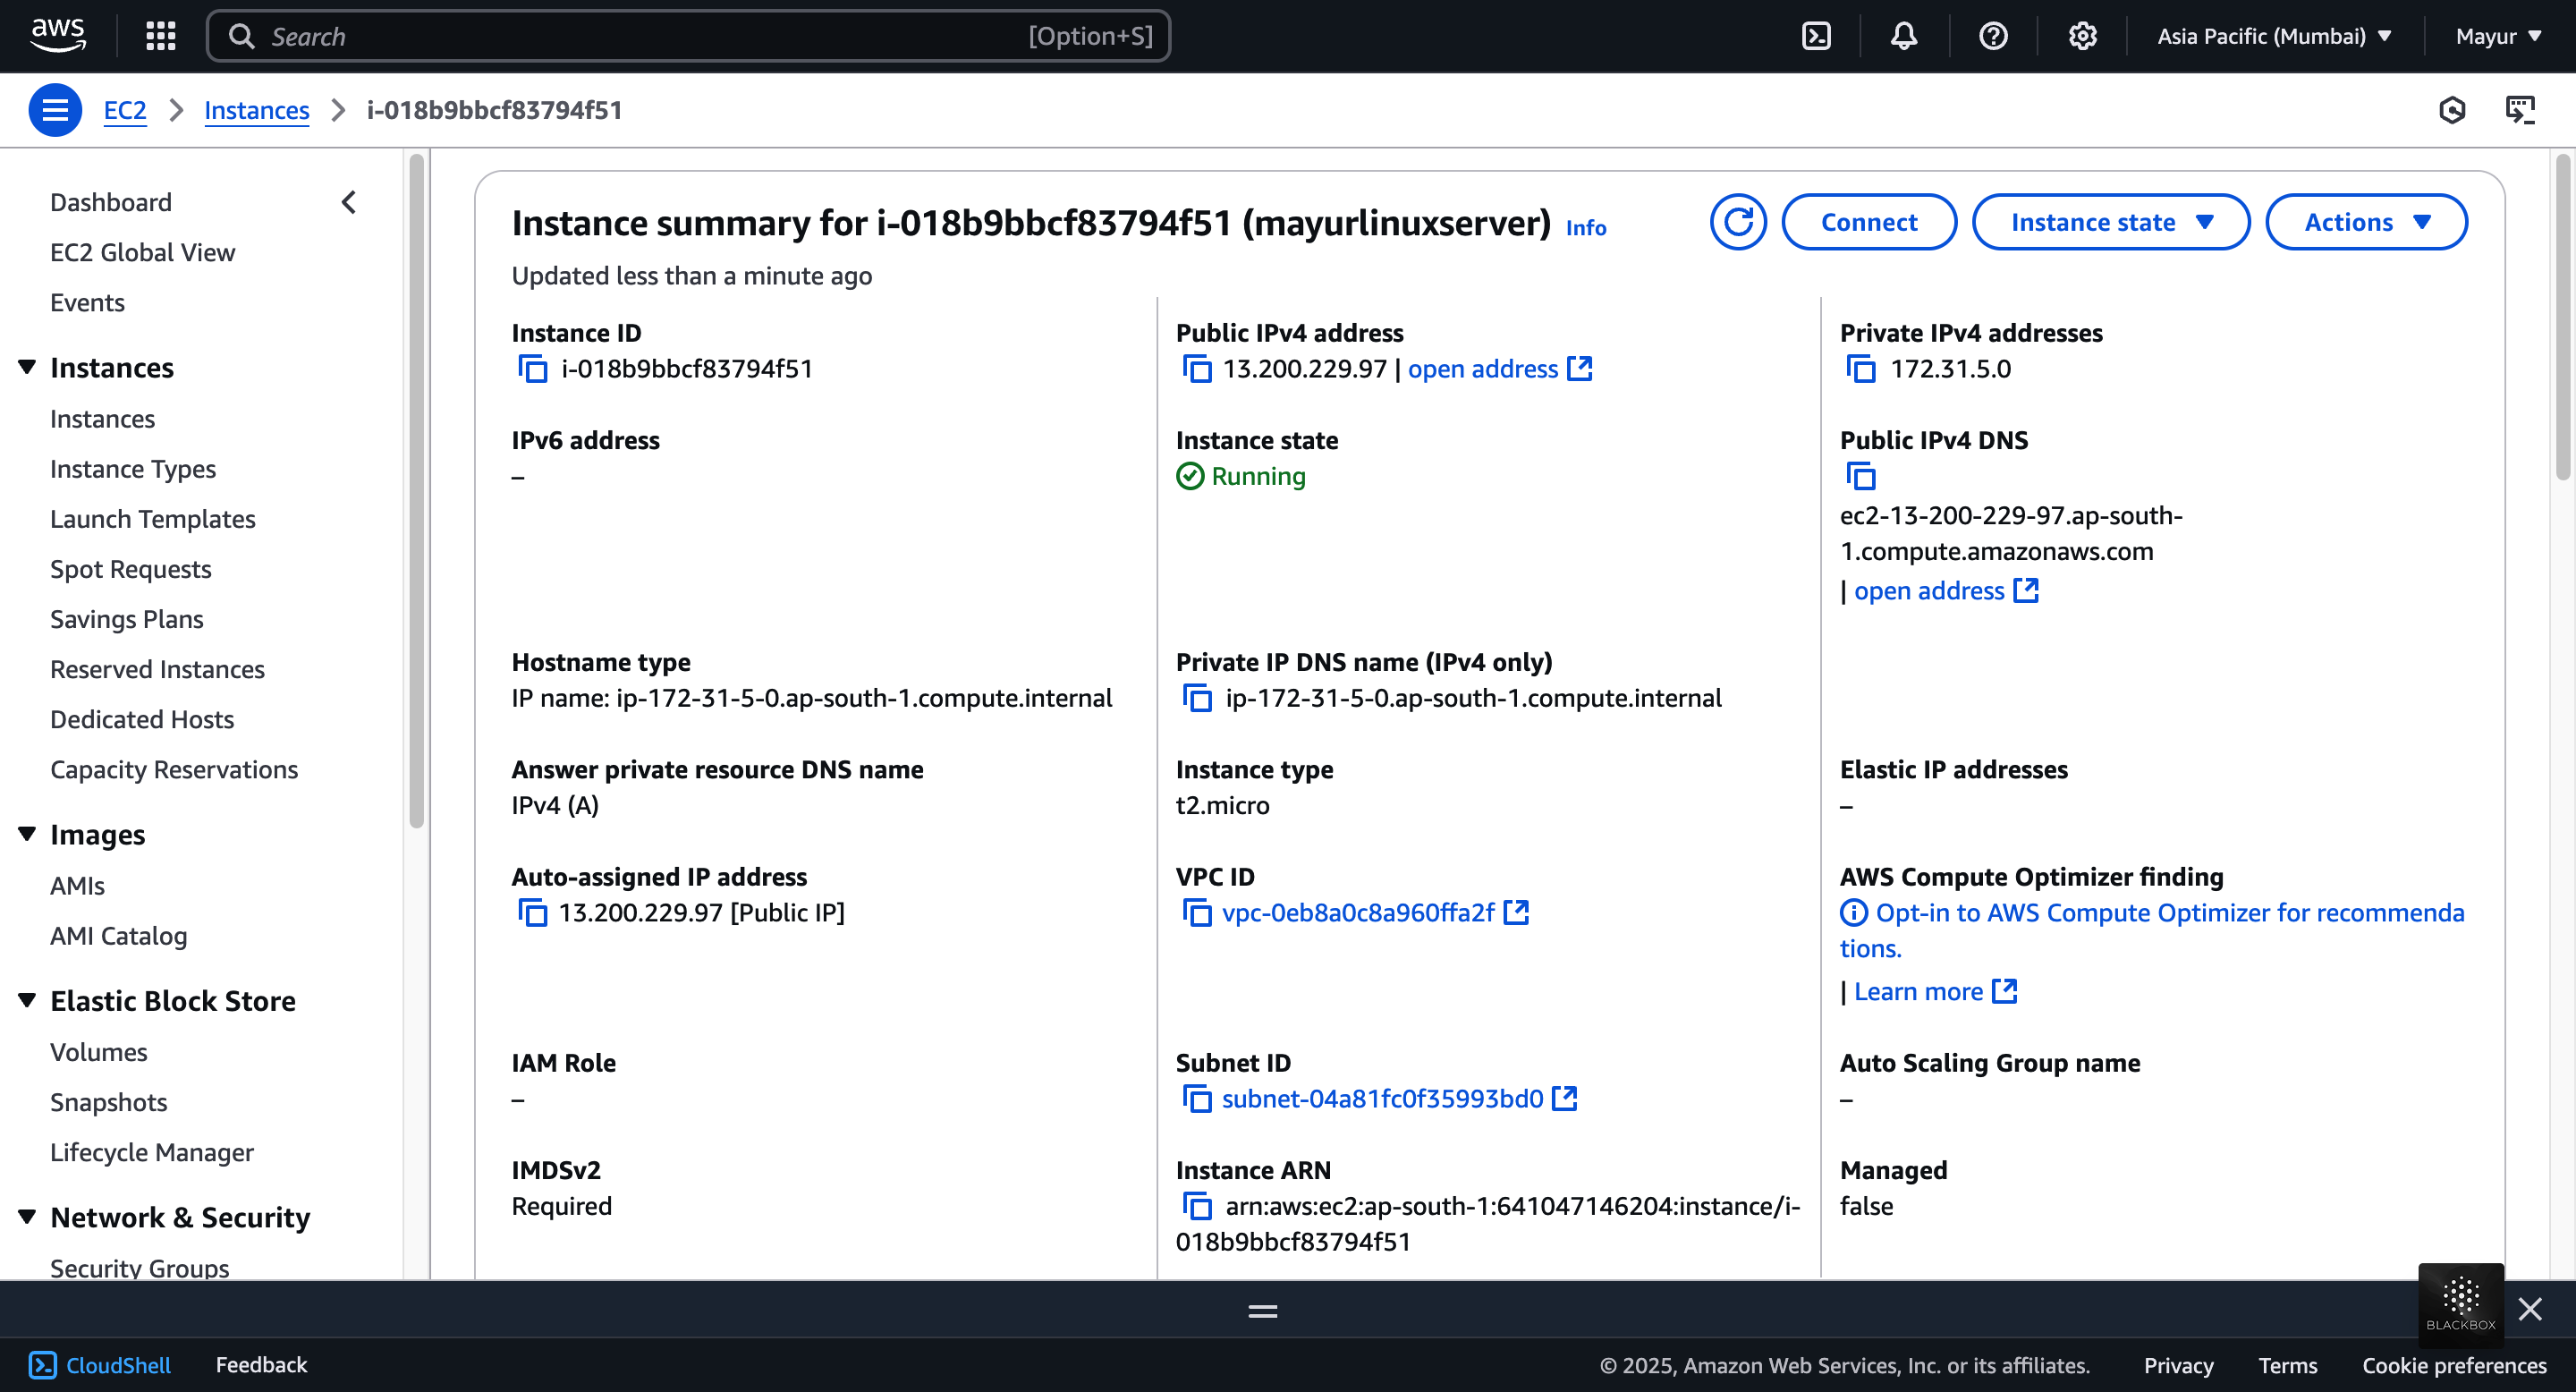 aws
Search
[Option+S]
Asia Pacific (Mumbai)
Mayur
EC2
Instances
i-018b9bbcf83794f51
Dashboard
EC2 Global View
Events
Instances
Instances
Instance Types
Launch Templates
Spot Requests
Savings Plans
Reserved Instances
Dedicated Hosts
Capacity Reservations
Images
AMIs
AMI Catalog
Elastic Block Store
Volumes
Snapshots
Lifecycle Manager
Network & Security
Security Groups
Instance summary for i-018b9bbcf83794f51 (mayurlinuxserver) Info
Connect
Instance state
Actions
Updated less than a minute ago
Instance ID
i-018b9bbcf83794f51
Public IPv4 address
13.200.229.97 | open address
Private IPv4 addresses
172.31.5.0
IPv6 address
–
Instance state
Running
Public IPv4 DNS
ec2-13-200-229-97.ap-south-
1.compute.amazonaws.com
| open address
Hostname type
IP name: ip-172-31-5-0.ap-south-1.compute.internal
Private IP DNS name (IPv4 only)
ip-172-31-5-0.ap-south-1.compute.internal
Answer private resource DNS name
IPv4 (A)
Instance type
t2.micro
Elastic IP addresses
–
Auto-assigned IP address
13.200.229.97 [Public IP]
VPC ID
vpc-0eb8a0c8a960ffa2f
AWS Compute Optimizer finding
Opt-in to AWS Compute Optimizer for recommenda
tions.
| Learn more
IAM Role
–
Subnet ID
subnet-04a81fc0f35993bd0
Auto Scaling Group name
–
IMDSv2
Required
Instance ARN
arn:aws:ec2:ap-south-1:641047146204:instance/i-
018b9bbcf83794f51
Managed
false
BLACKBOX
CloudShell
Feedback
© 2025, Amazon Web Services, Inc. or its affiliates.
Privacy
Terms
Cookie preferences